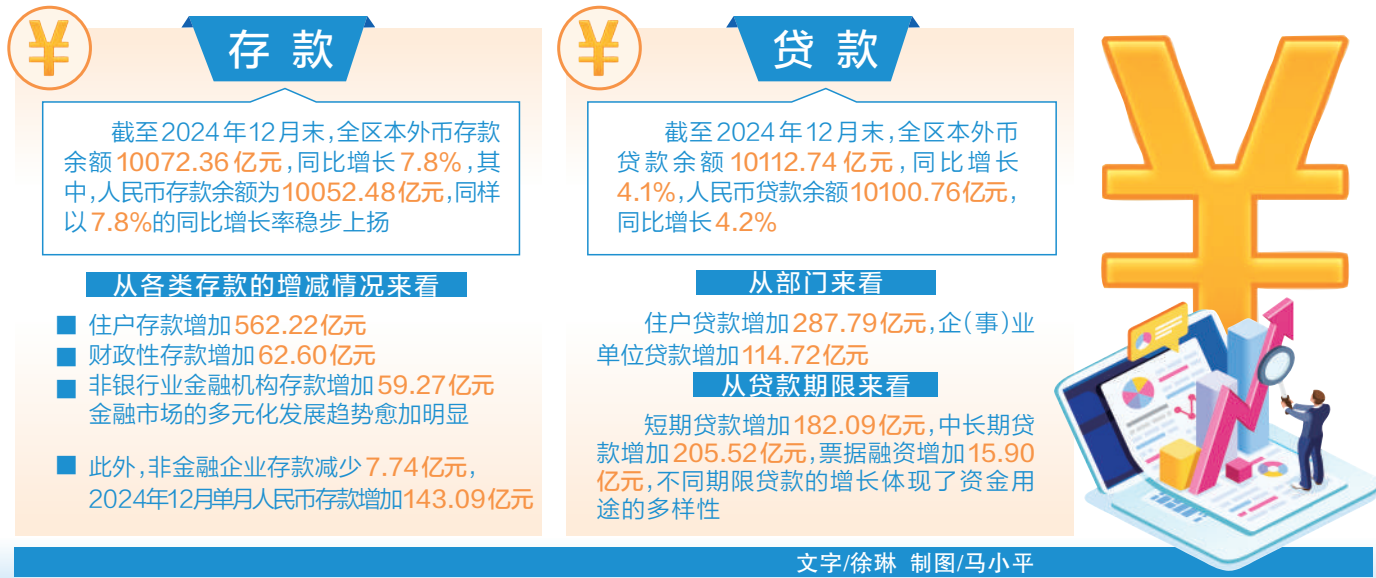 存款
截至2024年12月末,全区本外币存款
余额10072.36亿元,同比增长7.8%,其
中,人民币存款余额为10052.48亿元,同样
以7.8%的同比增长率稳步上扬
从各类存款的增减情况来看
住户存款增加562.22亿元
财政性存款增加62.60亿元
非银行业金融机构存款增加59.27亿元
金融市场的多元化发展趋势愈加明显
此外,非金融企业存款减少7.74亿元,
2024年12月单月人民币存款增加143.09亿元
贷款
截至2024年12月末,全区本外币
贷款余额10112.74亿元,同比增长
4.1%,人民币贷款余额10100.76亿元,
同比增长4.2%
从部门来看
住户贷款增加287.79亿元,企(事)业
单位贷款增加114.72亿元
从贷款期限来看
短期贷款增加182.09亿元,中长期贷
款增加205.52亿元,票据融资增加15.90
亿元,不同期限贷款的增长体现了资金用
途的多样性
文字/徐琳 制图/马小平